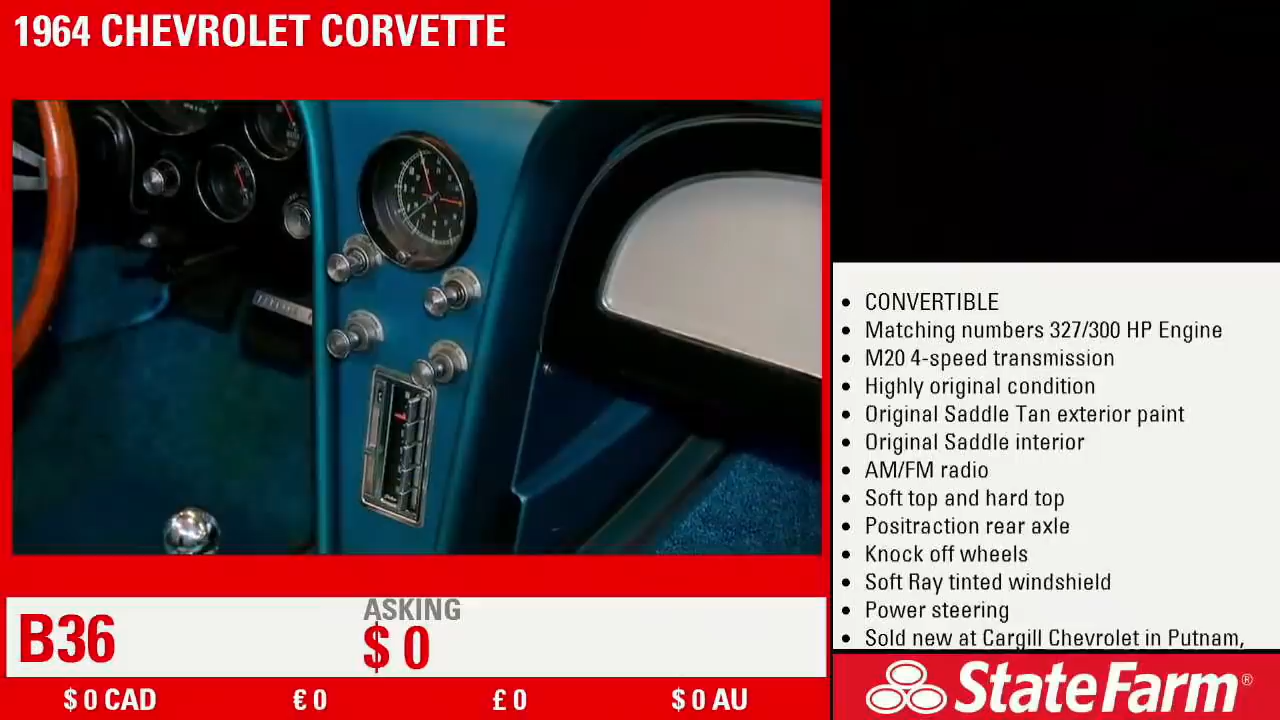 1964 CHEVROLET CORVETTE
• CONVERTIBLE
• Matching numbers 327/300 HP Engine
• M20 4-speed transmission
• Highly original condition
• Original Saddle Tan exterior paint
• Original Saddle interior
• AM/FM radio
• Soft top and hard top
• Positraction rear axle
• Knock off wheels
• Soft Ray tinted windshield
• Power steering
• Sold new at Cargill Chevrolet in Putnam,
B36
ASKING
$ 0
$ 0 CAD € 0 £ 0 $ 0 AU
StateFarm®